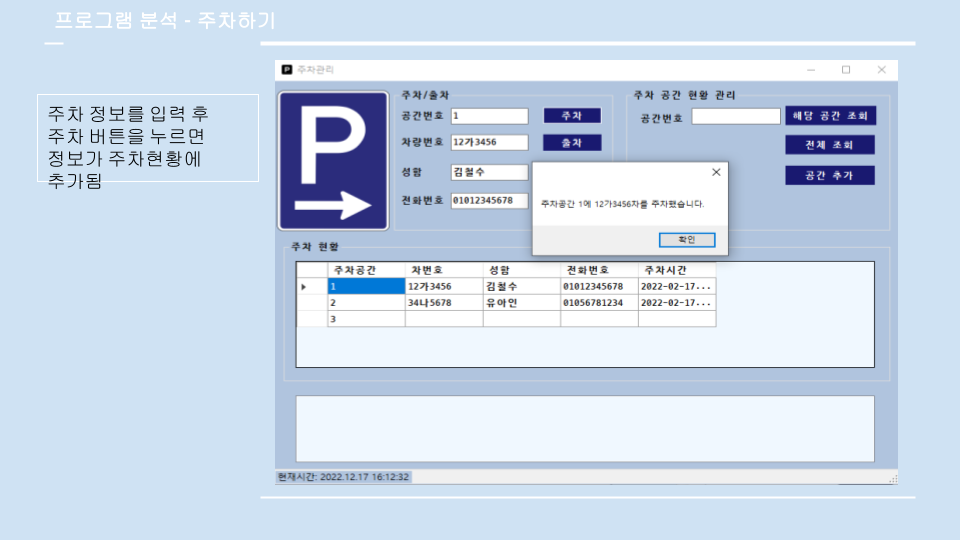 프로그램 분석 - 주차하기
주차 정보를 입력 후
주차 버튼을 누르면
정보가 주차현황에
추가됨
P 주차관리
P
주차/출차
공간번호 1 주차
차량번호 12가3456 출차
성함 김철수
전화번호 01012345678
주차 공간 현황 관리
공간번호 해당 공간 조회
전체 조회
공간 추가
주차공간 1에 12가3456차를 주차했습니다.
확인
주차 현황
주차공간 차번호 성함 전화번호 주차시간
1 12가3456 김철수 01012345678 2022-02-17...
2 34나5678 유아인 01056781234 2022-02-17...
3
현재시간: 2022.12.17 16:12:32